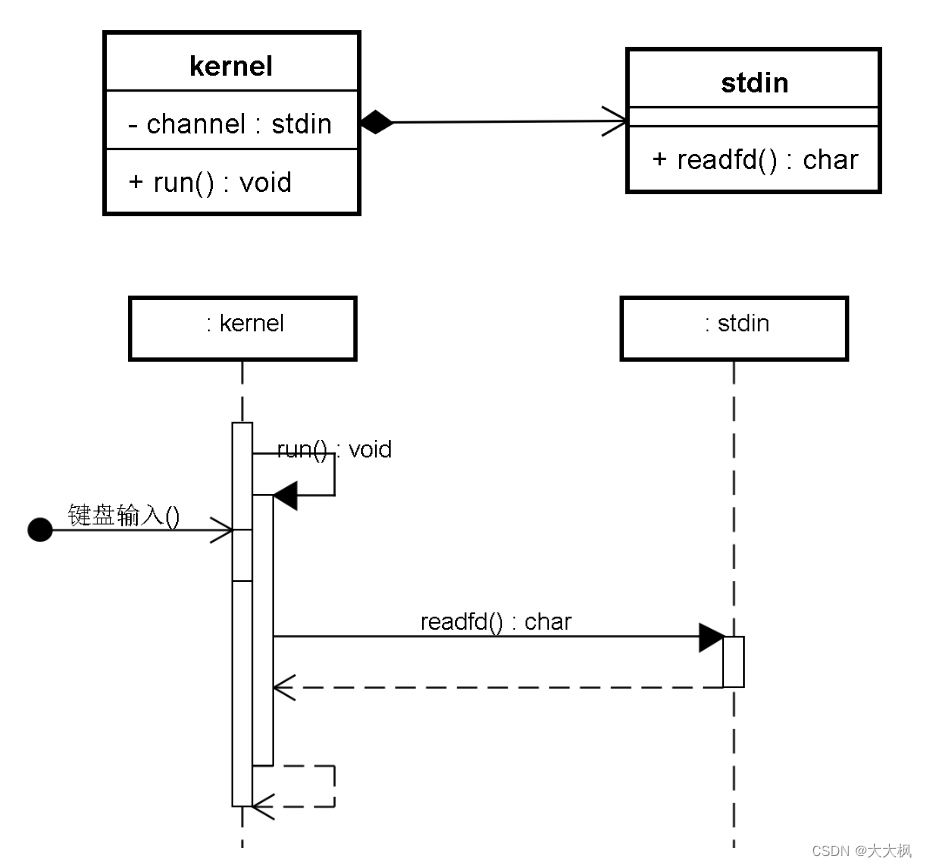 kernel
- channel : stdin
+ run() : void
stdin
+ readfd() : char
: kernel
: stdin
run() : void
键盘输入()
readfd() : char
CSDN @大大枫